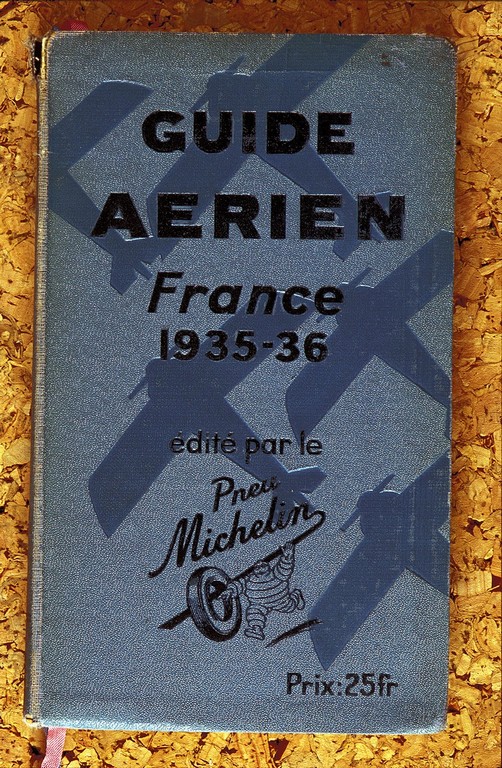 GUIDE
AERIEN
France
1935-36
édité par le
Pneu
Michelin
Prix:25fr